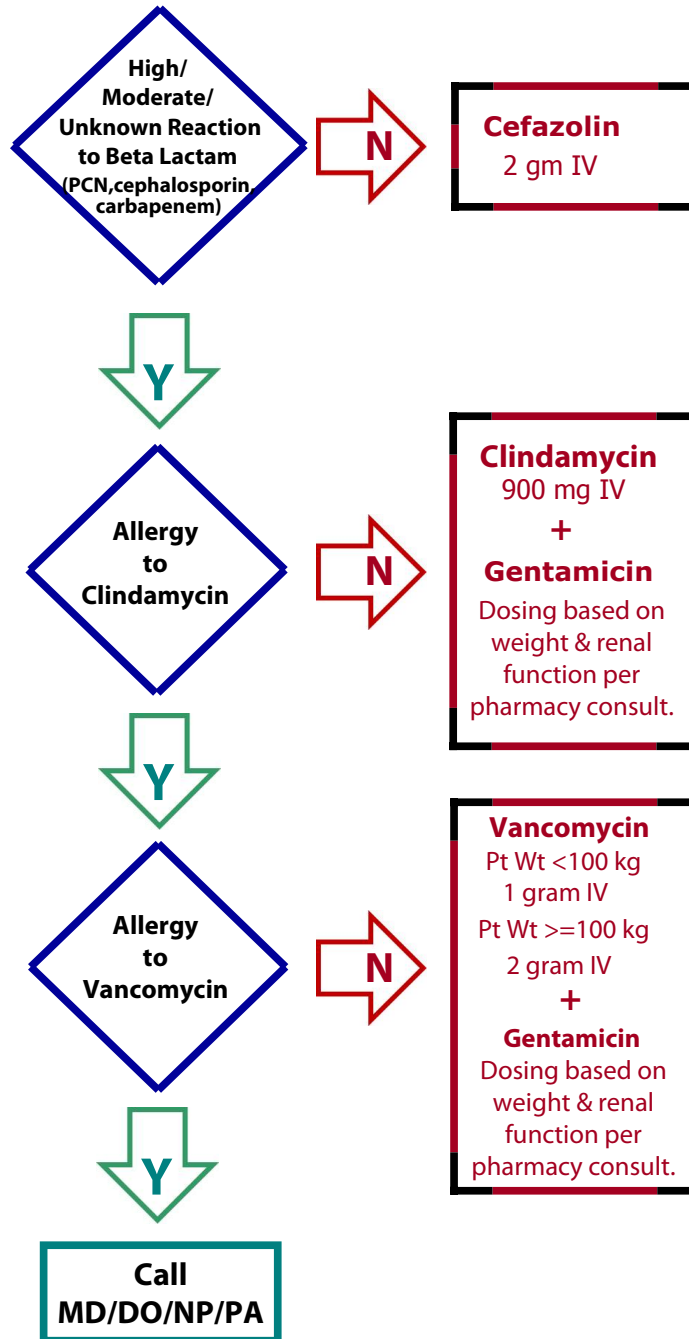 High/
Moderate/
Unknown Reaction
to Beta Lactam
(PCN,cephalosporin,
carbapenem)
N
Cefazolin
2 gm IV
Y
Allergy
to
Clindamycin
N
Clindamycin
900 mg IV
+
Gentamicin
Dosing based on
weight & renal
function per
pharmacy consult.
Y
Allergy
to
Vancomycin
N
Vancomycin
Pt Wt <100 kg
1 gram IV
Pt Wt >=100 kg
2 gram IV
+
Gentamicin
Dosing based on
weight & renal
function per
pharmacy consult.
Y
Call
MD/DO/NP/PA